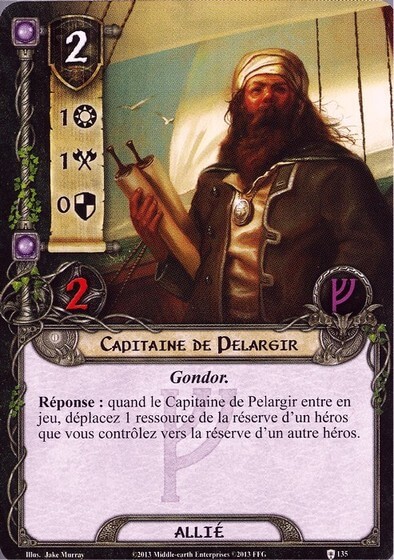 2
1
1
0
2
CAPITAINE DE PELARGIR
Gondor.
Réponse : quand le Capitaine de Pelargir entre en
jeu, déplacez 1 ressource de la réserve d'un héros
que vous contrôlez vers la réserve d'un autre héros.
ALLIÉ
Illus. Jake Murray ©2013 Middle-earth Enterprises ©2013 FFG 135